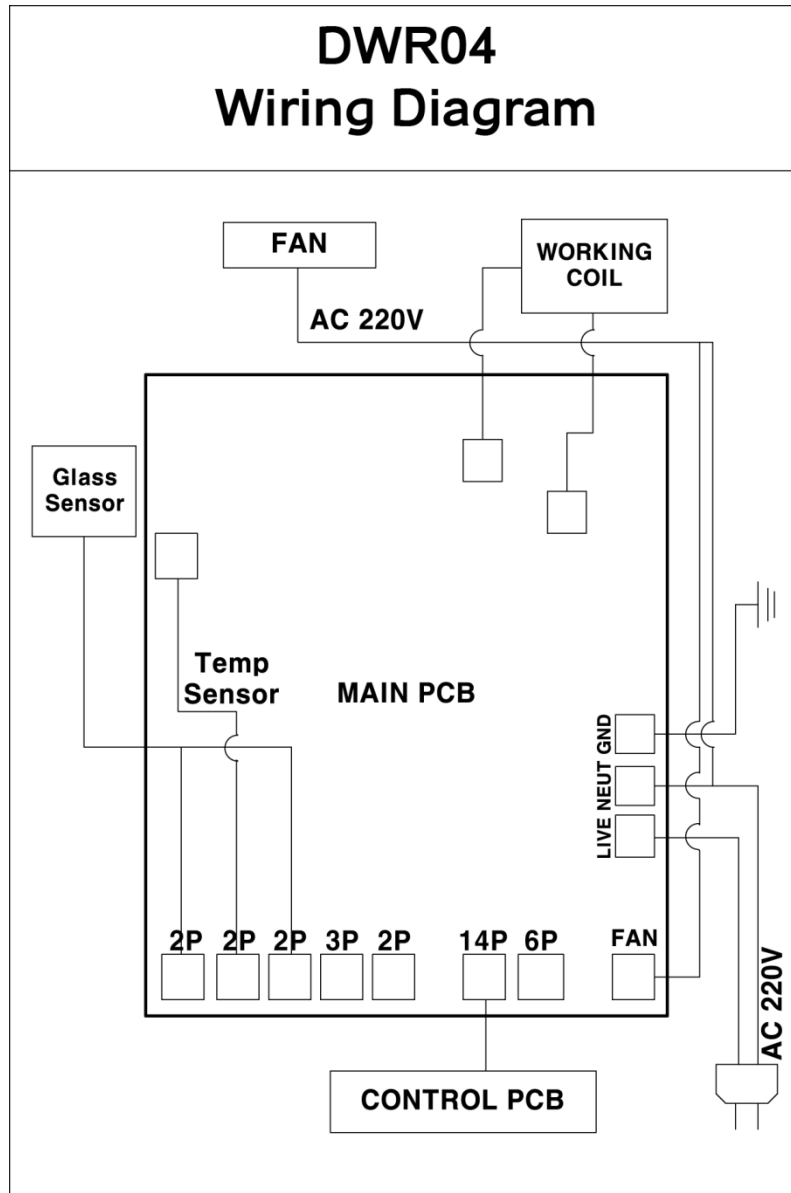 DWR04
Wiring Diagram
FAN
WORKING
COIL
AC 220V
Glass
Sensor
Temp
Sensor
MAIN PCB
GND
NEUT
LIVE
2P
2P
2P
3P
2P
14P
6P
FAN
AC 220V
CONTROL PCB